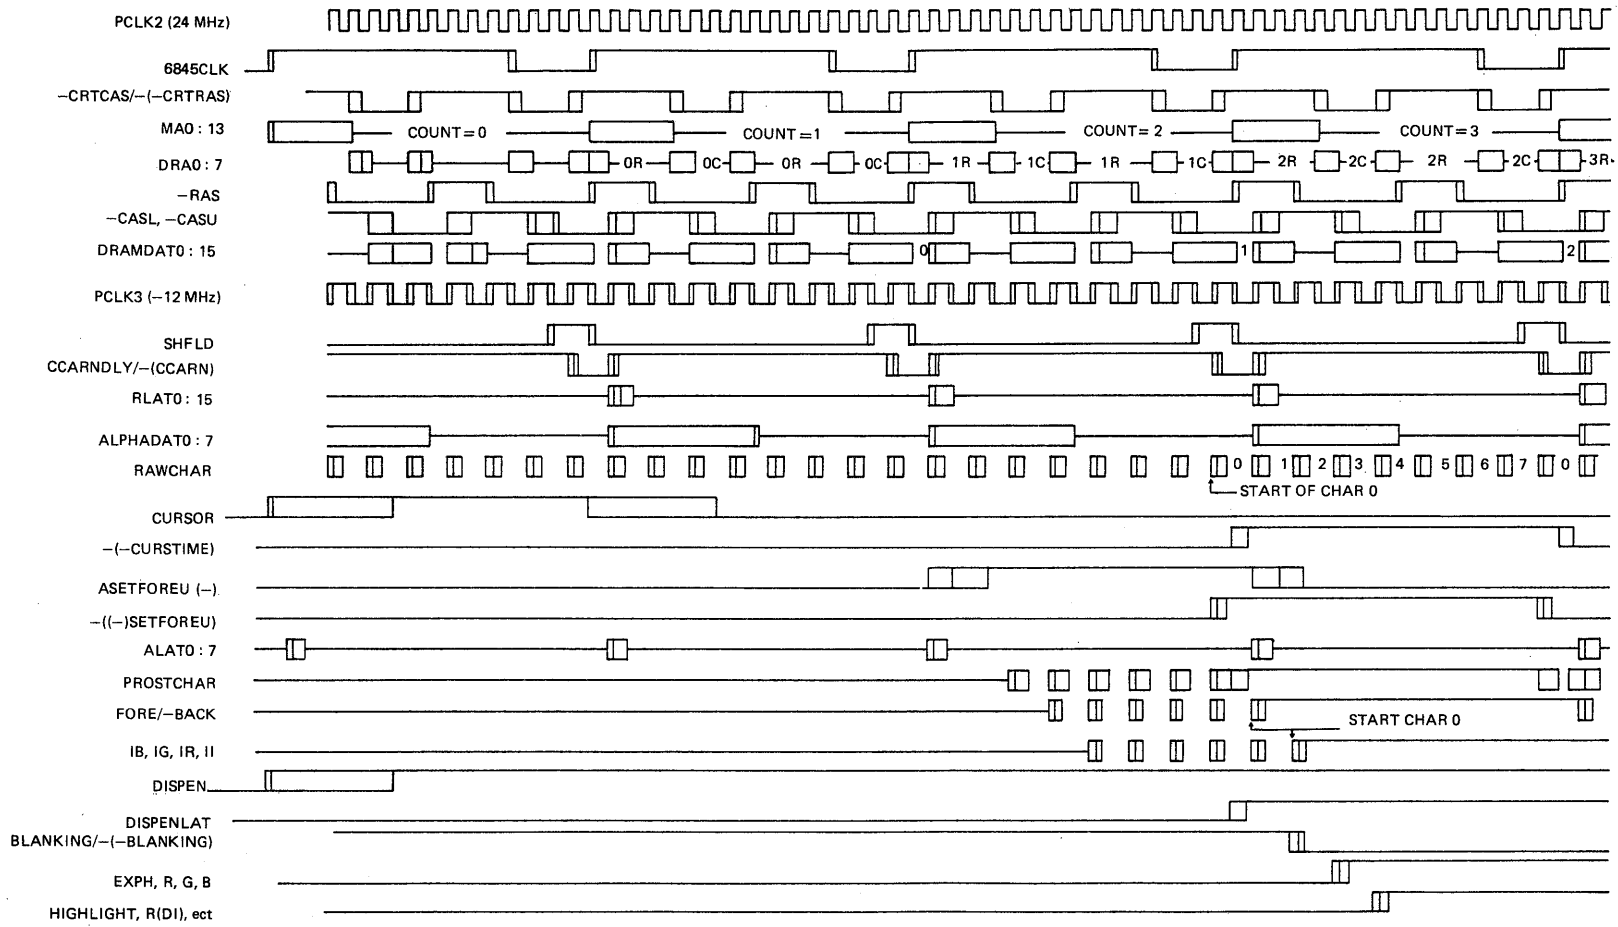 PCLK2 (24 MHz)
6845CLK
−CRTCAS/−(−CRTRAS)
MA0 : 13 COUNT = 0 COUNT = 1 COUNT = 2 COUNT = 3
DRA0 : 7 0R 0C 0R 0C 1R 1C 1R 1C 2R 2C 2R 2C 3R
−RAS
−CASL, −CASU
DRAMDAT0 : 15 0 1 2
PCLK3 (−12 MHz)
SHFLD
CCARNDLY/−(CCARN)
RLAT0 : 15
ALPHADAT0 : 7
RAWCHAR 0 1 2 3 4 5 6 7 0
START OF CHAR 0
CURSOR
−(−CURSTIME)
ASETFOREU (−)
−((−)SETFOREU)
ALAT0 : 7
PROSTCHAR
FORE/−BACK
START CHAR 0
IB, IG, IR, II
DISPEN
DISPENLAT
BLANKING/−(−BLANKING)
EXPH, R, G, B
HIGHLIGHT, R(DI), ect